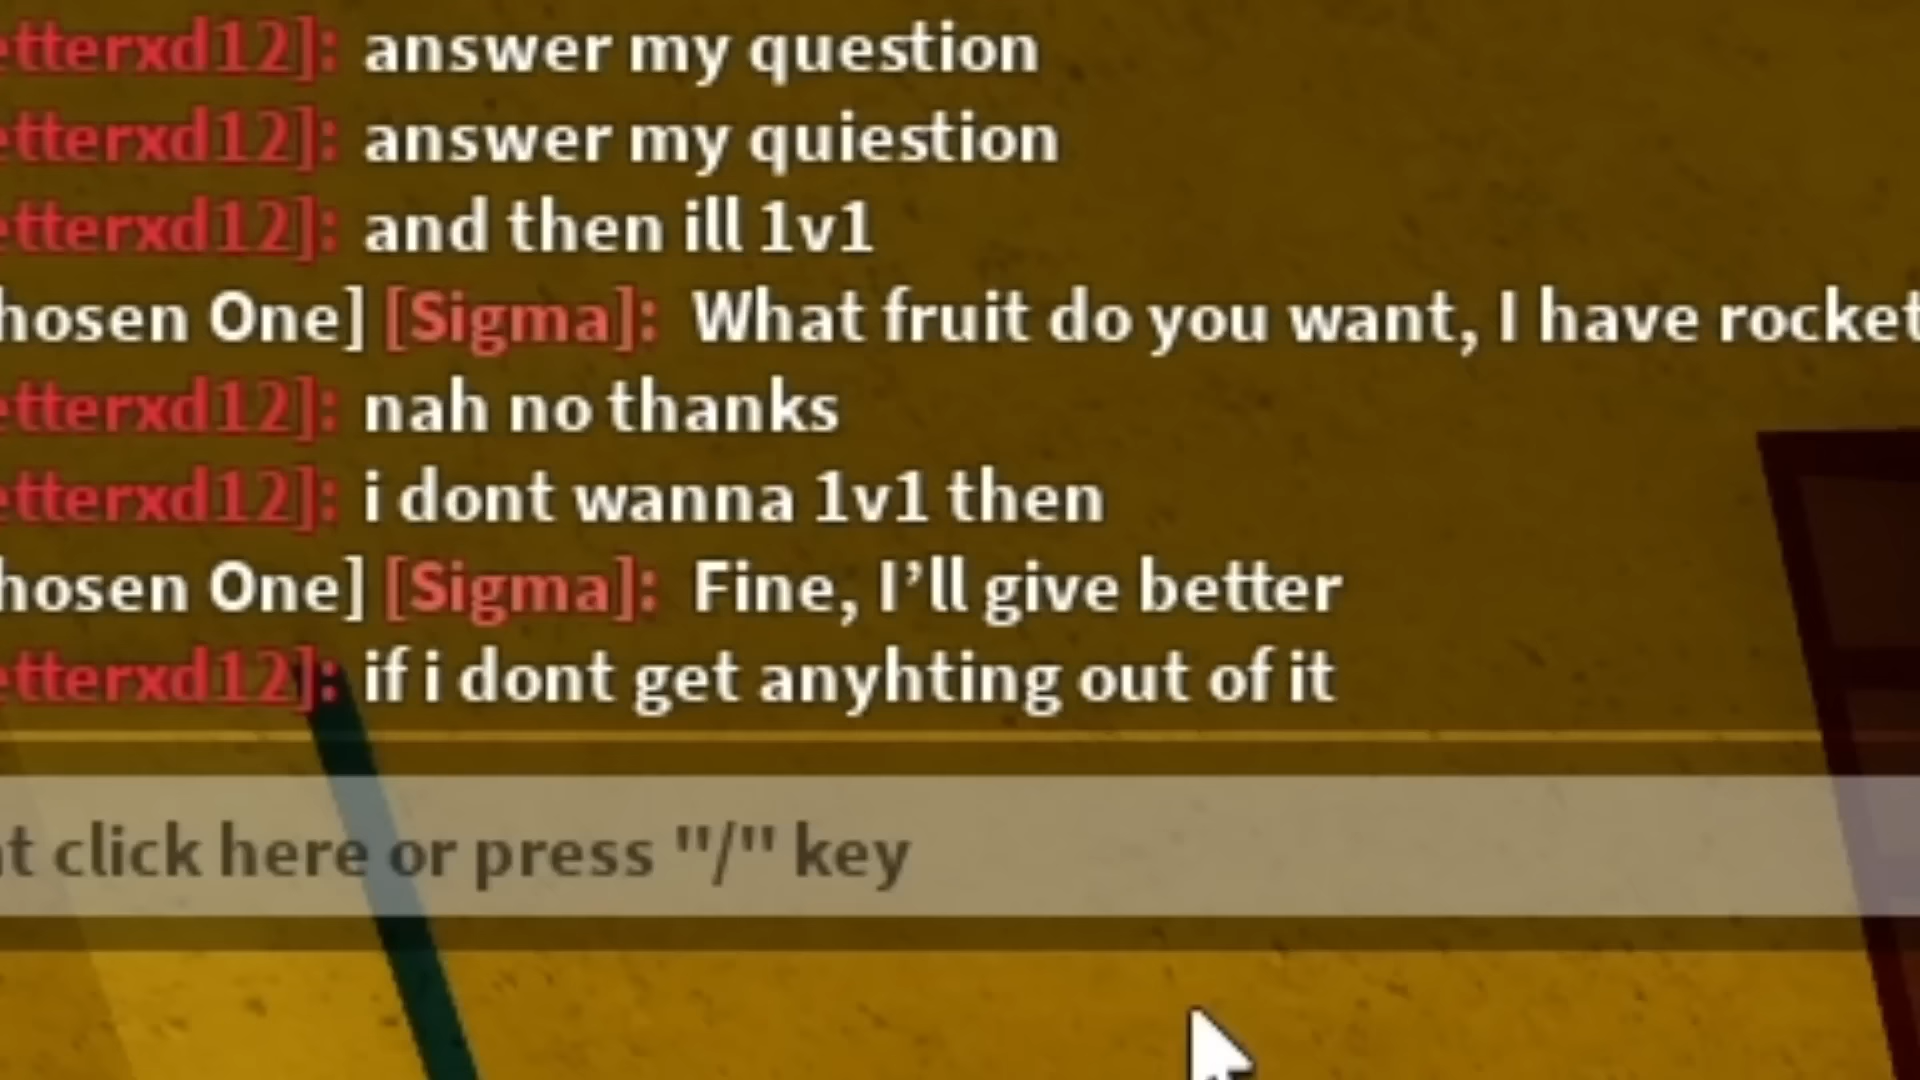 etterxd12]: answer my question
etterxd12]: answer my quiestion
etterxd12]: and then ill 1v1
hosen One] [Sigma]: What fruit do you want, I have rocket
etterxd12]: nah no thanks
etterxd12]: i dont wanna 1v1 then
hosen One] [Sigma]: Fine, I’ll give better
etterxd12]: if i dont get anyhting out of it
at click here or press "/" key